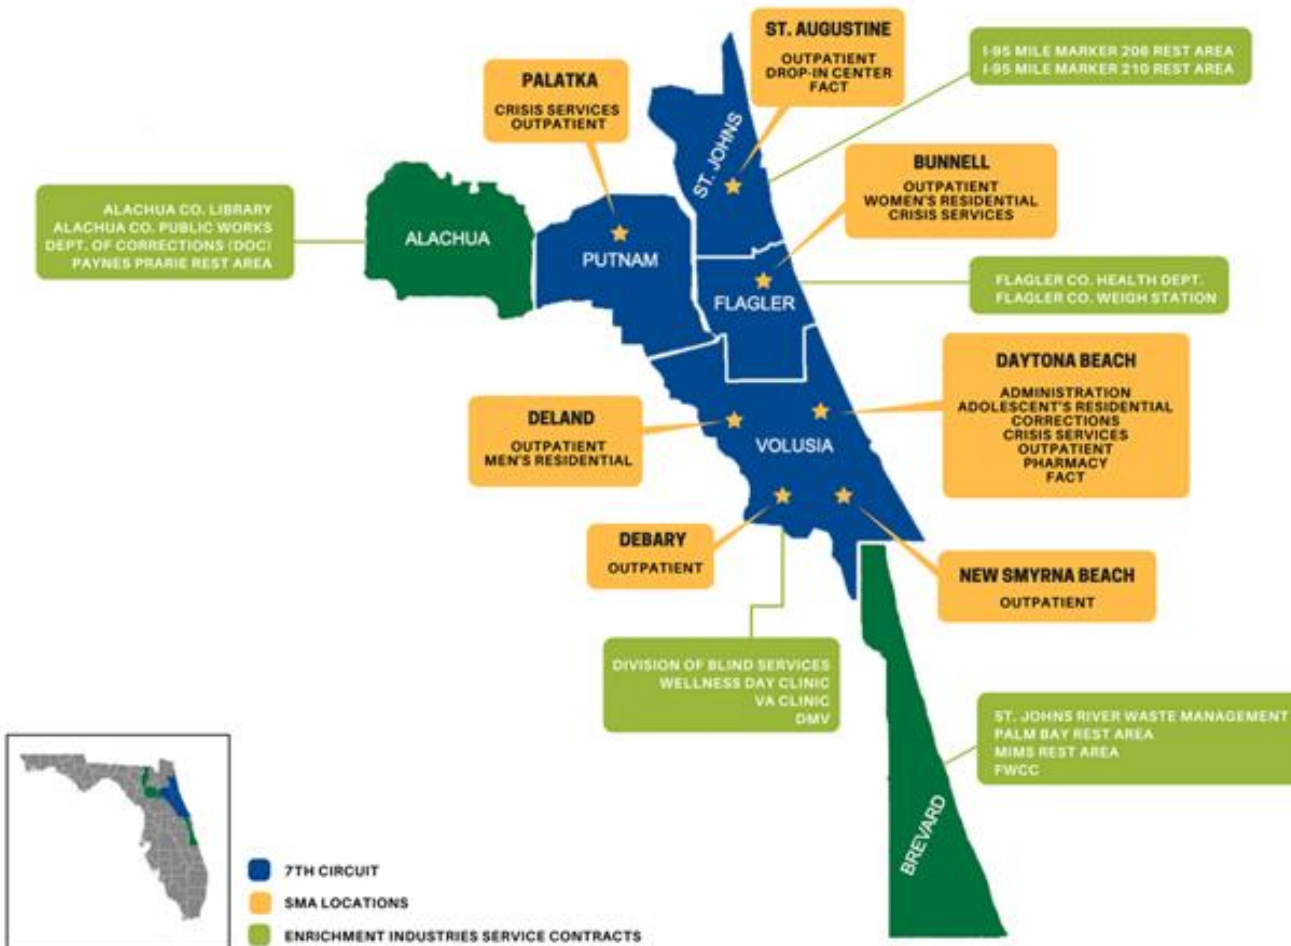 ST. AUGUSTINE
OUTPATIENT
DROP-IN CENTER
FACT
I-95 MILE MARKER 208 REST AREA
I-95 MILE MARKER 210 REST AREA
PALATKA
CRISIS SERVICES
OUTPATIENT
ST. JOHNS
BUNNELL
OUTPATIENT
WOMEN'S RESIDENTIAL
CRISIS SERVICES
ALACHUA CO. LIBRARY
ALACHUA CO. PUBLIC WORKS
DEPT. OF CORRECTIONS (DOC)
PAYNES PRARIE REST AREA
ALACHUA
PUTNAM
FLAGLER
FLAGLER CO. HEALTH DEPT.
FLAGLER CO. WEIGH STATION
DAYTONA BEACH
ADMINISTRATION
ADOLESCENT'S RESIDENTIAL
CORRECTIONS
CRISIS SERVICES
OUTPATIENT
PHARMACY
FACT
DELAND
OUTPATIENT
MEN'S RESIDENTIAL
VOLUSIA
DEBARY
OUTPATIENT
NEW SMYRNA BEACH
OUTPATIENT
DIVISION OF BLIND SERVICES
WELLNESS DAY CLINIC
VA CLINIC
DMV
ST. JOHNS RIVER WASTE MANAGEMENT
PALM BAY REST AREA
MIMS REST AREA
FWCC
BREVARD
7TH CIRCUIT
SMA LOCATIONS
ENRICHMENT INDUSTRIES SERVICE CONTRACTS